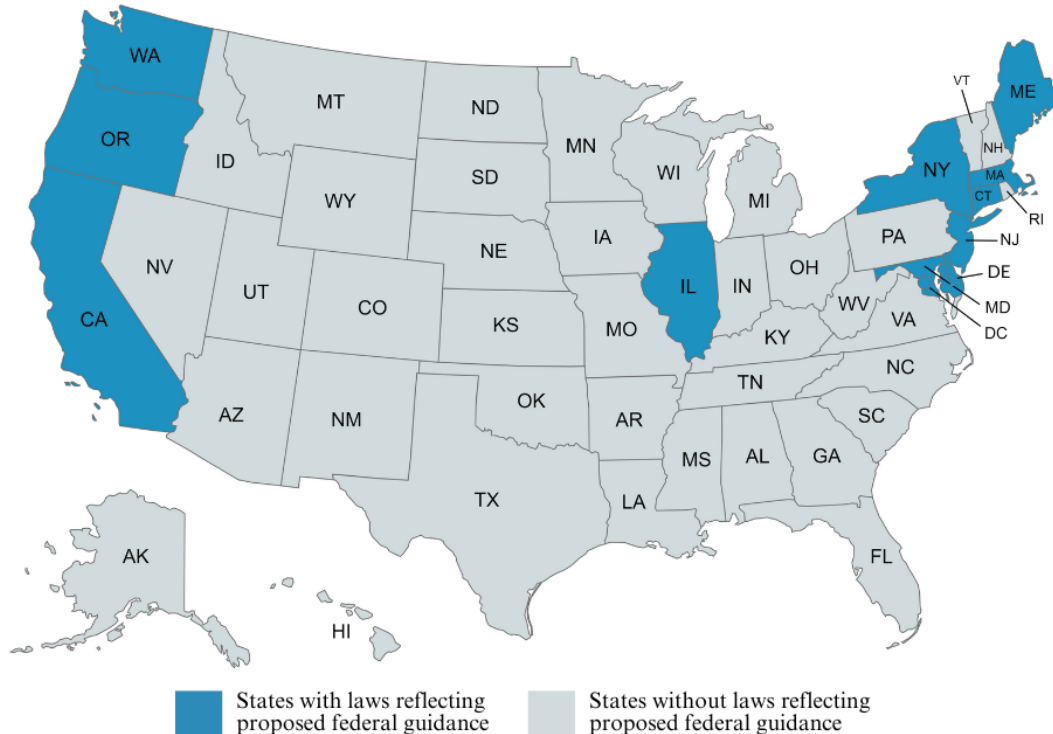 WA
MT
ND
MN
VT
ME
OR
ID
SD
WI
NH
NY
MA
WY
MI
CT
RI
IA
PA
NJ
NE
NV
OH
DE
UT
IL
IN
CO
WV
MD
CA
KS
MO
VA
DC
KY
NC
TN
OK
AZ
NM
AR
SC
MS
AL
GA
TX
LA
AK
FL
HI
States with laws reflecting
proposed federal guidance
States without laws reflecting
proposed federal guidance